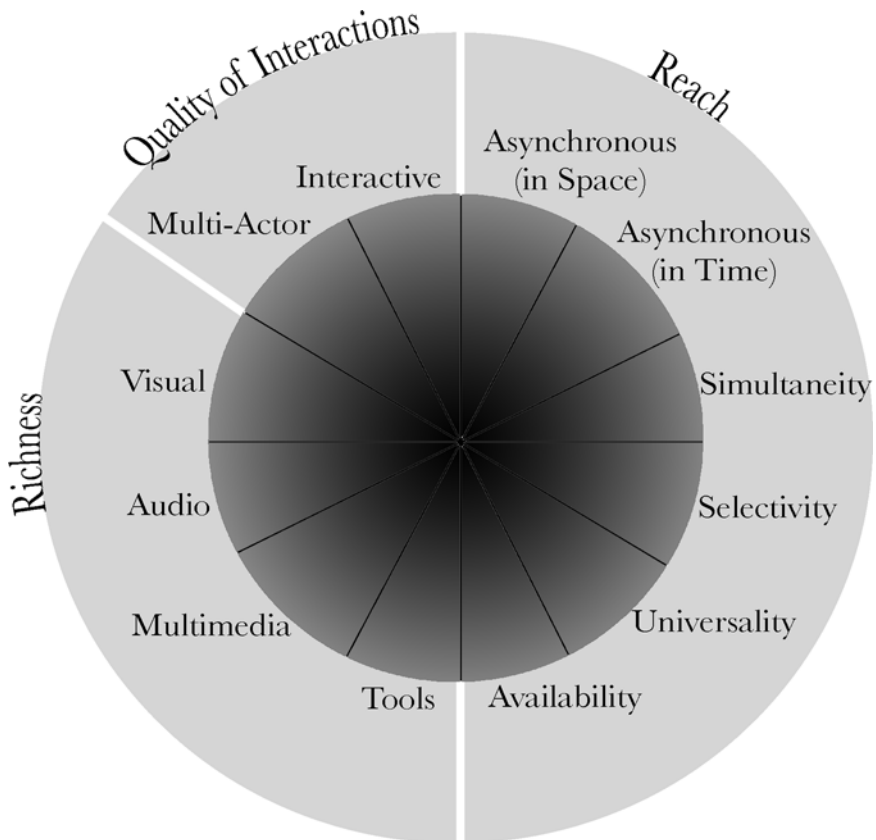 Quality of Interactions
Reach
Interactive
Asynchronous
(in Space)
Multi-Actor
Asynchronous
(in Time)
Richness
Visual
Simultaneity
Audio
Selectivity
Multimedia
Universality
Tools
Availability